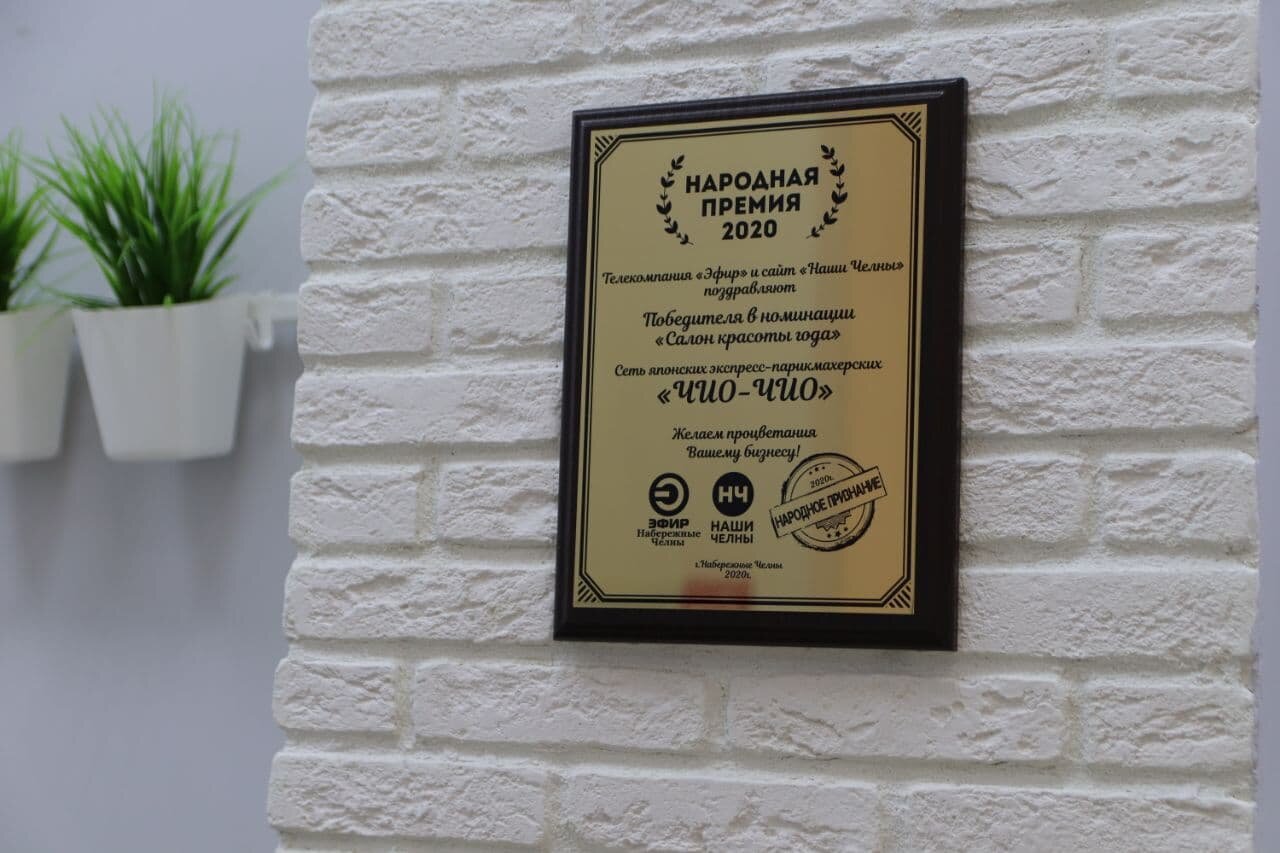 НАРОДНАЯ
ПРЕМИЯ
2020
Телекомпания «Эфир» и сайт «Наши Челны»
поздравляют
Победителя в номинации
«Салон красоты года»
Сеть японских экспресс-парикмахерских
«ЧИО-ЧИО»
Желаем процветания
Вашему бизнесу!
ЭФИР
Набережные
Челны
НЧ
НАШИ
ЧЕЛНЫ
2020г.
НАРОДНОЕ ПРИЗНАНИЕ
г.Набережные Челны
2020г.